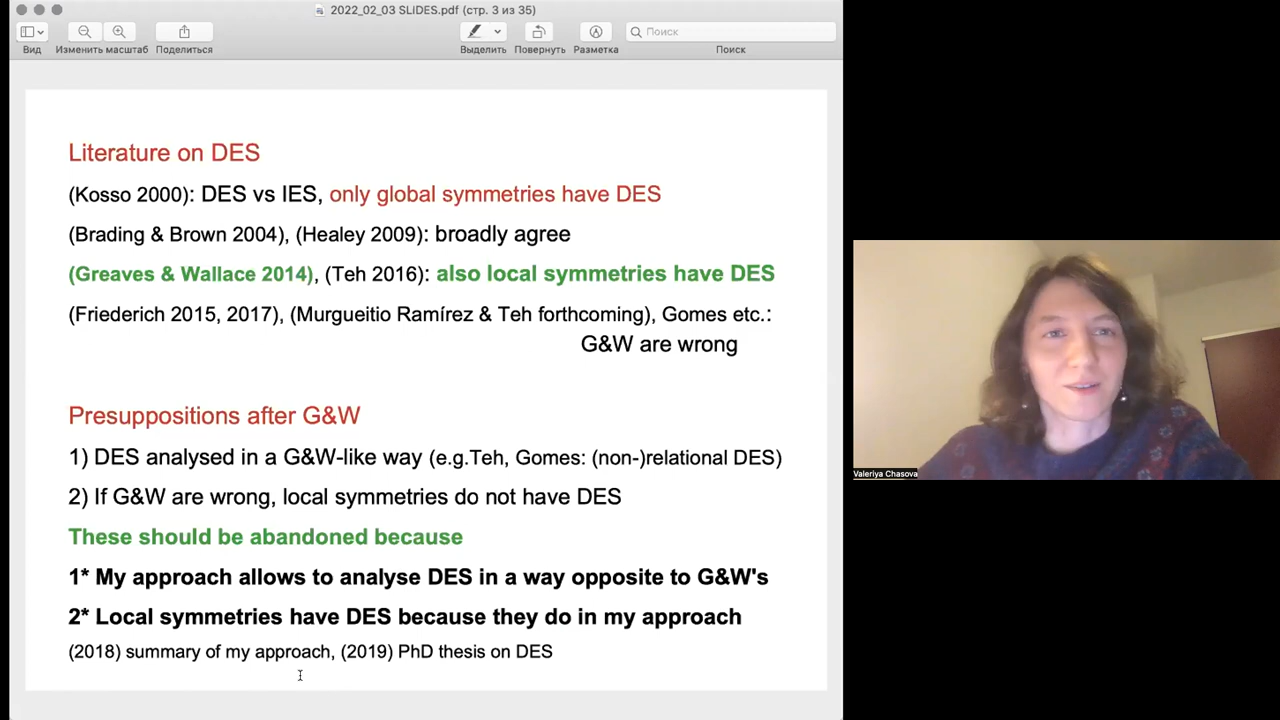 2022_02_03 SLiDES.pdf (стр. 3 из 35)
Вид
Изменить масштаб
Поделиться
Выделить
Повернуть
Разметка
Поиск
Поиск
Literature on DES
(Kosso 2000): DES vs IES, only global symmetries have DES
(Brading & Brown 2004), (Healey 2009): broadly agree
(Greaves & Wallace 2014), (Teh 2016): also local symmetries have DES
(Friederich 2015, 2017), (Murgueitio Ramírez & Teh forthcoming), Gomes etc.:
G&W are wrong
Presuppositions after G&W
1) DES analysed in a G&W-like way (e.g.Teh, Gomes: (non-)relational DES)
2) If G&W are wrong, local symmetries do not have DES
These should be abandoned because
1* My approach allows to analyse DES in a way opposite to G&W's
2* Local symmetries have DES because they do in my approach
(2018) summary of my approach, (2019) PhD thesis on DES
Valeriya Chasova